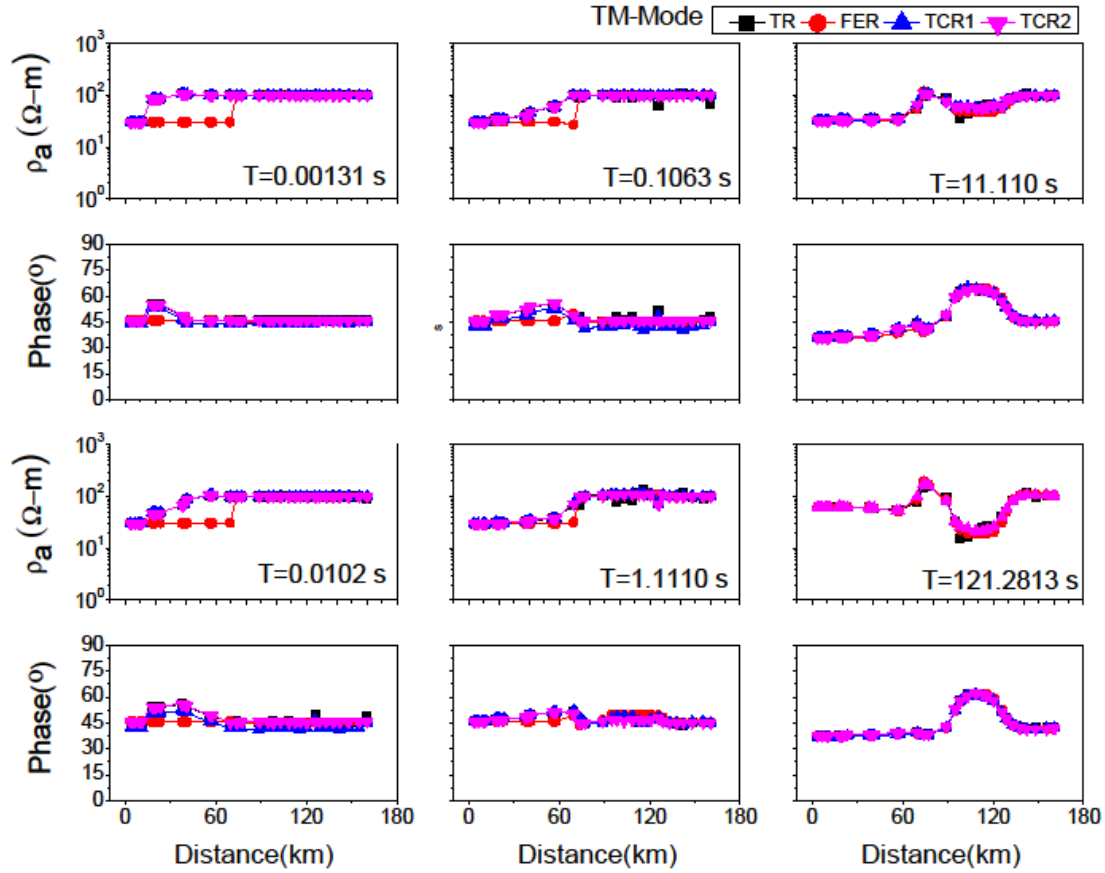 TM-Mode TR FER TCR1 TCR2
ρa (Ω–m)
10³
10²
10¹
10⁰
T=0.00131 s
T=0.1063 s
T=11.110 s
Phase(º)
90
75
60
45
30
15
0
s
ρa (Ω–m)
10³
10²
10¹
10⁰
T=0.0102 s
T=1.1110 s
T=121.2813 s
Phase(º)
90
75
60
45
30
15
0
0 60 120 180
0 60 120 180
0 60 120 180
Distance(km)
Distance(km)
Distance(km)